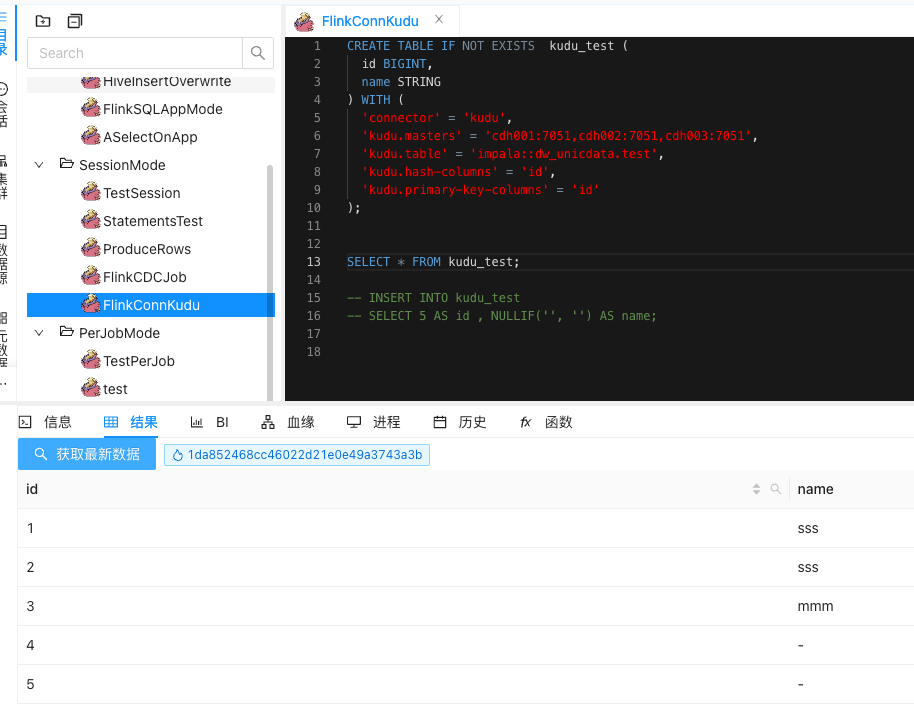 目录
会话
集群
数据源
元数据
Search
HiveInsertOverwrite
FlinkSQLAppMode
ASelectOnApp
SessionMode
TestSession
StatementsTest
ProduceRows
FlinkCDCJob
FlinkConnKudu
PerJobMode
TestPerJob
test
FlinkConnKudu
1 CREATE TABLE IF NOT EXISTS  kudu_test (
2   id BIGINT,
3   name STRING
4 ) WITH (
5   'connector' = 'kudu',
6   'kudu.masters' = 'cdh001:7051,cdh002:7051,cdh003:7051',
7   'kudu.table' = 'impala::dw_unicdata.test',
8   'kudu.hash-columns' = 'id',
9   'kudu.primary-key-columns' = 'id'
10 );
11
12
13 SELECT * FROM kudu_test;
14
15 -- INSERT INTO kudu_test
16 -- SELECT 5 AS id , NULLIF('', '') AS name;
17
18
信息 结果 BI 血缘 进程 历史 fx 函数
获取最新数据 1da852468cc46022d21e0e49a3743a3b
id name
1 sss
2 sss
3 mmm
4 -
5 -